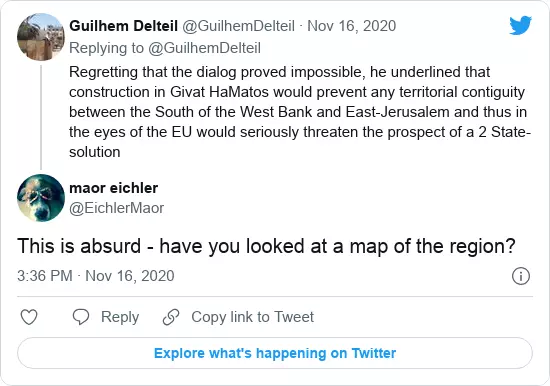 Guilhem Delteil @GuilhemDelteil · Nov 16, 2020
Replying to @GuilhemDelteil
Regretting that the dialog proved impossible, he underlined that
construction in Givat HaMatos would prevent any territorial contiguity
between the South of the West Bank and East-Jerusalem and thus in
the eyes of the EU would seriously threaten the prospect of a 2 State-
solution
maor eichler
@EichlerMaor
This is absurd - have you looked at a map of the region?
3:36 PM · Nov 16, 2020
Reply
Copy link to Tweet
Explore what's happening on Twitter